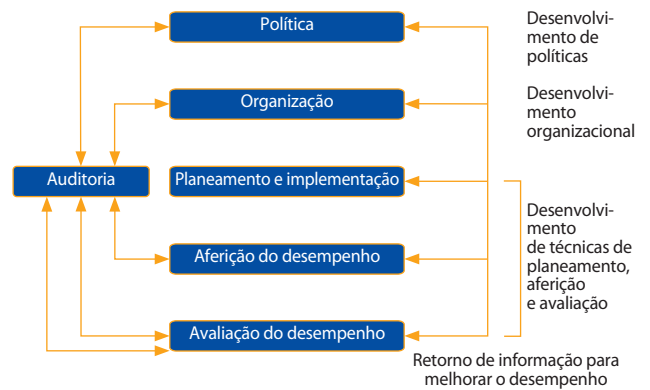 Política
Organização
Auditoria
Planeamento e implementação
Aferição do desempenho
Avaliação do desempenho
Desenvolvi-
mento de
políticas
Desenvolvi-
mento
organizacional
Desenvolvi-
mento
de técnicas de
planeamento,
aferição
e avaliação
Retorno de informação para
melhorar o desempenho